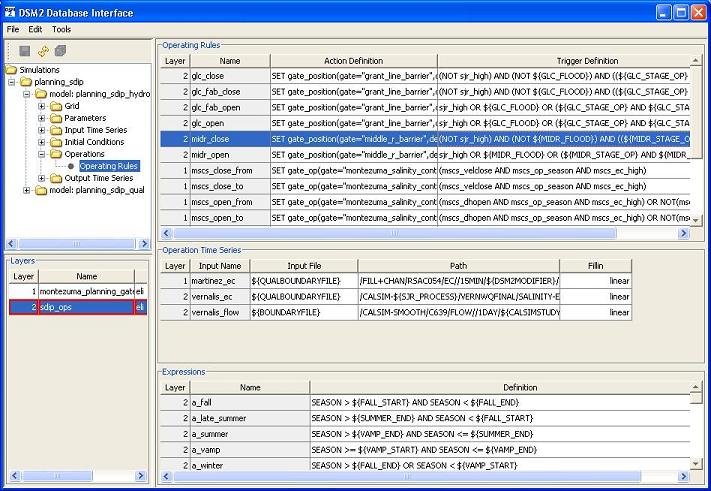 DSM2 Database Interface
File Edit Tools
Simulations
planning_sdip
model: planning_sdip_hydro
Grid
Parameters
Input Time Series
Initial Conditions
Operations
Operating Rules
Output Time Series
model: planning_sdip_qual
Layers
Layer Name
1 montezuma_planning_gate eli
2 sdip_ops eli
Operating Rules
Layer Name Action Definition Trigger Definition
2 glc_close SET gate_position(gate="grant_line_barrier", (NOT sjr_high) AND (NOT ${GLC_FLOOD}) AND ((${GLC_STAGE_OP}
2 glc_fab_close SET gate_position(gate="grant_line_barrier", (NOT sjr_high) AND (NOT ${GLC_FLOOD}) AND ((${GLC_STAGE_OP}
2 glc_fab_open SET gate_position(gate="grant_line_barrier", sjr_high OR ${GLC_FLOOD} OR (${GLC_STAGE_OP} AND ${GLC_S
2 glc_open SET gate_position(gate="grant_line_barrier", sjr_high OR ${GLC_FLOOD} OR (${GLC_STAGE_OP} AND ${GLC_S
2 midr_close SET gate_position(gate="middle_r_barrier",de (NOT sjr_high) AND (NOT ${MIDR_FLOOD}) AND ((${MIDR_STAGE_O
2 midr_open SET gate_position(gate="middle_r_barrier",de sjr_high OR ${MIDR_FLOOD} OR (${MIDR_STAGE_OP} AND ${MIDR
2 mscs_close_from SET gate_op(gate="montezuma_salinity_cont (mscs_velclose AND mscs_op_season AND mscs_ec_high)
2 mscs_close_to SET gate_op(gate="montezuma_salinity_cont (mscs_velclose AND mscs_op_season AND mscs_ec_high)
2 mscs_open_from SET gate_op(gate="montezuma_salinity_cont (mscs_dhopen AND mscs_op_season AND mscs_ec_high) OR NOT(ms
2 mscs_open_to SET gate_op(gate="montezuma_salinity_cont (mscs_dhopen AND mscs_op_season AND mscs_ec_high) OR NOT(ms
Operation Time Series
Layer Input Name Input File Path Fillin
1 martinez_ec ${QUALBOUNDARYFILE} /FILL+CHAN/RSAC054/EC//15MIN/${DSM2MODIFIER}/ linear
2 vernalis_ec ${QUALBOUNDARYFILE} /CALSIM-${SJR_PROCESS}/VERNWQFINAL/SALINITY-E linear
2 vernalis_flow ${BOUNDARYFILE} /CALSIM-SMOOTH/C639/FLOW//1DAY/${CALSIMSTUDY linear
Expressions
Layer Name Definition
2 a_fall SEASON > ${FALL_START} AND SEASON < ${FALL_END}
2 a_late_summer SEASON > ${SUMMER_END} AND SEASON < ${FALL_START}
2 a_summer SEASON > ${VAMP_END} AND SEASON <= ${SUMMER_END}
2 a_vamp SEASON >= ${VAMP_START} AND SEASON <= ${VAMP_END}
2 a_winter SEASON > ${FALL_END} OR SEASON < ${VAMP_START}